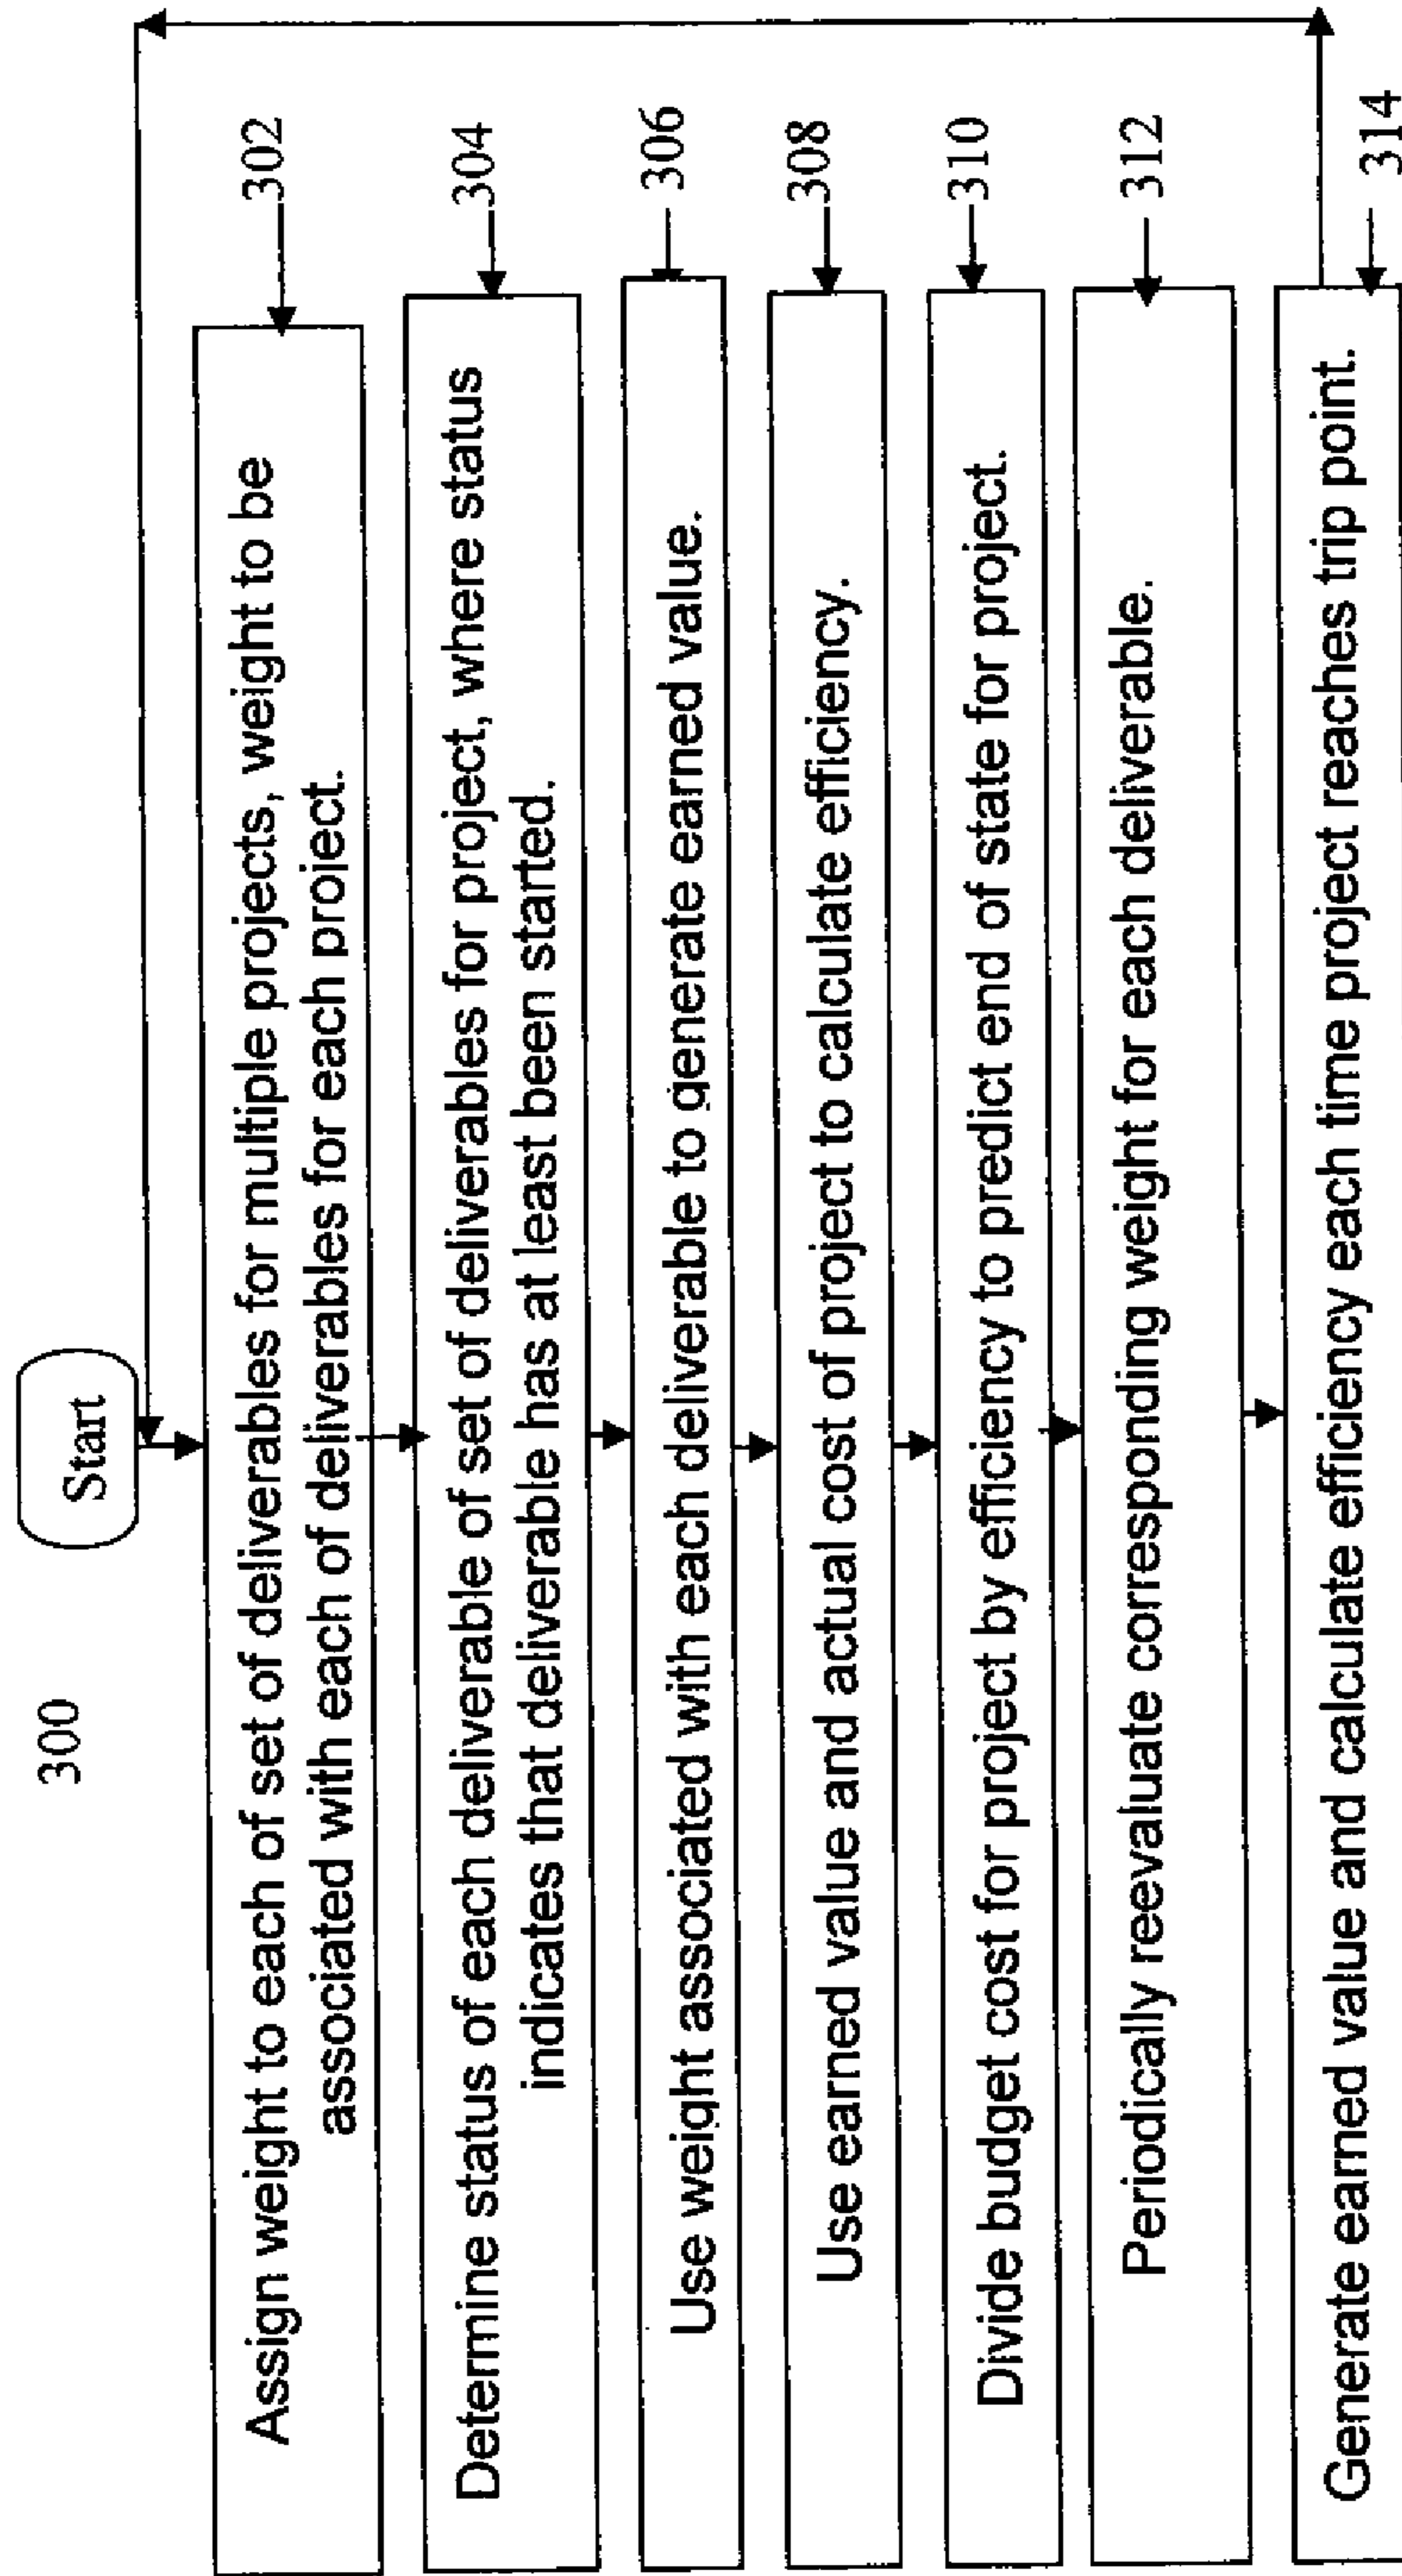 300
Start
Assign weight to each of set of deliverables for multiple projects, weight to be
associated with each of deliverables for each project.
302
Determine status of each deliverable of set of deliverables for project, where status
indicates that deliverable has at least been started.
304
Use weight associated with each deliverable to generate earned value.
306
Use earned value and actual cost of project to calculate efficiency.
308
Divide budget cost for project by efficiency to predict end of state for project.
310
Periodically reevaluate corresponding weight for each deliverable.
312
Generate earned value and calculate efficiency each time project reaches trip point.
314